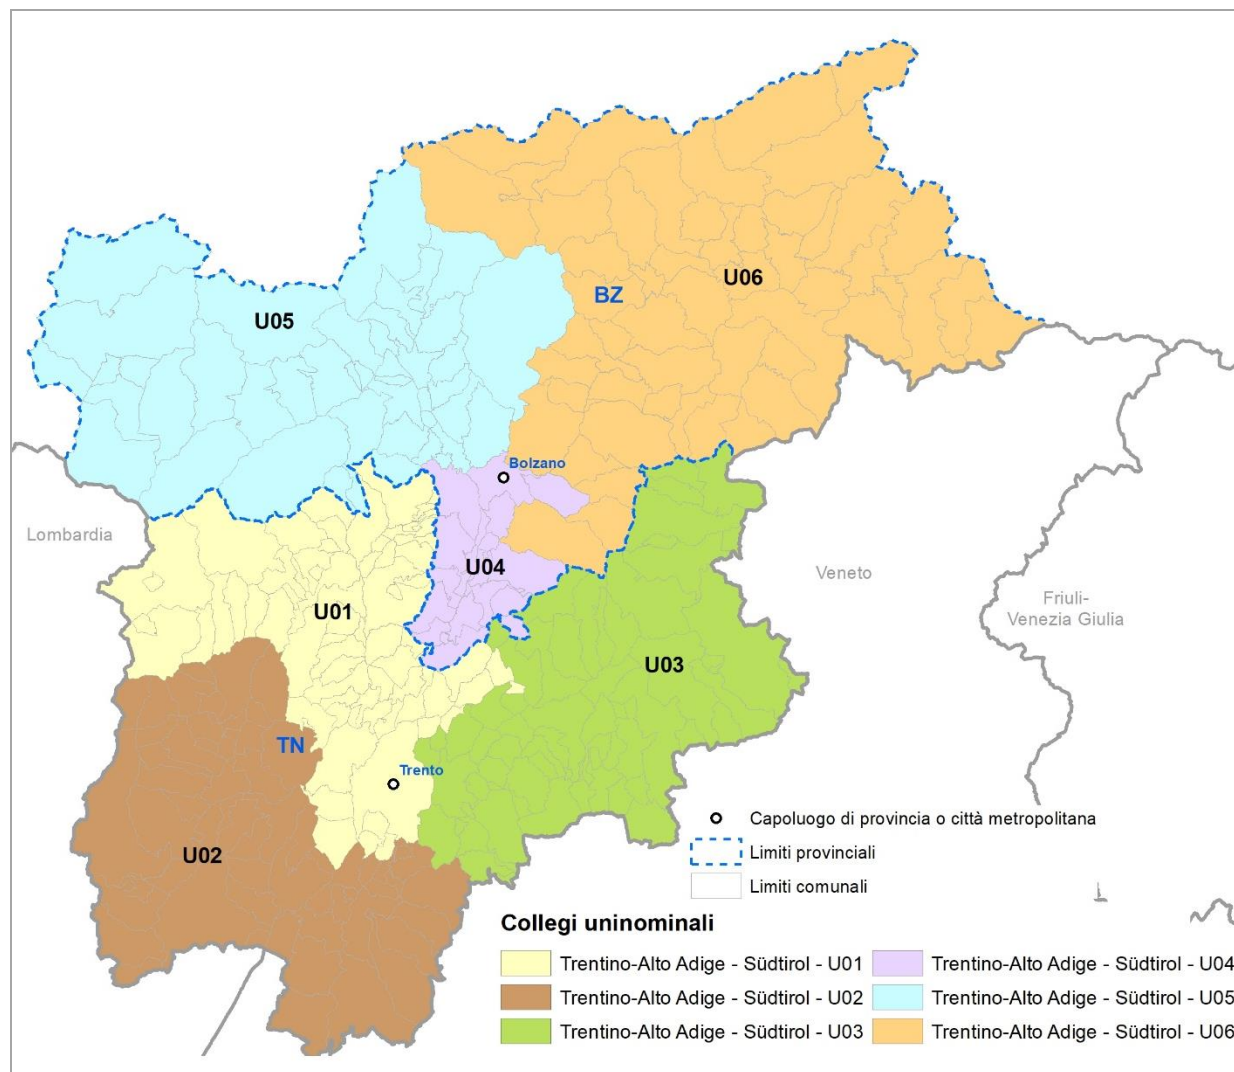 U06
BZ
U05
Bolzano
Lombardia
U04
Veneto
Friuli-
Venezia Giulia
U01
U03
TN
Trento
U02
Capoluogo di provincia o città metropolitana
Limiti provinciali
Limiti comunali
Collegi uninominali
Trentino-Alto Adige - Südtirol - U01
Trentino-Alto Adige - Südtirol - U02
Trentino-Alto Adige - Südtirol - U03
Trentino-Alto Adige - Südtirol - U04
Trentino-Alto Adige - Südtirol - U05
Trentino-Alto Adige - Südtirol - U06